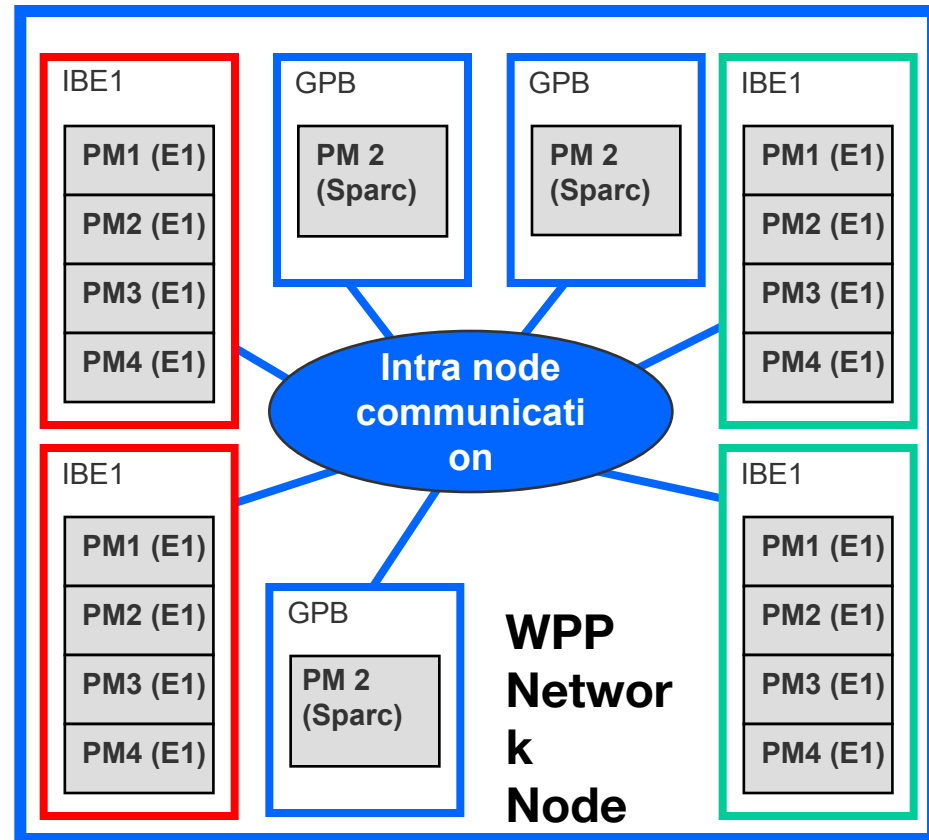 IBE1
PM1 (E1)
PM2 (E1)
PM3 (E1)
PM4 (E1)
GPB
PM 2
(Sparc)
GPB
PM 2
(Sparc)
IBE1
PM1 (E1)
PM2 (E1)
PM3 (E1)
PM4 (E1)
Intra node
communicati
on
IBE1
PM1 (E1)
PM2 (E1)
PM3 (E1)
PM4 (E1)
GPB
PM 2
(Sparc)
WPP
Networ
k
Node
IBE1
PM1 (E1)
PM2 (E1)
PM3 (E1)
PM4 (E1)